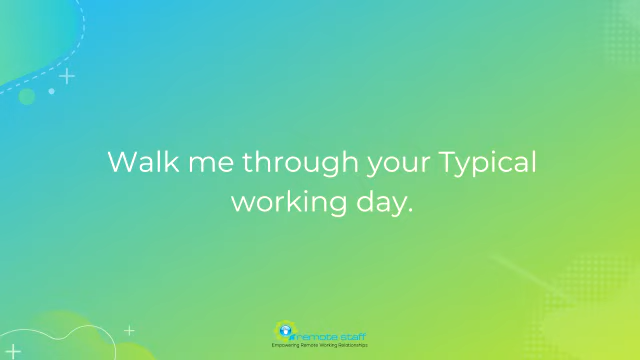 Walk me through your Typical
working day.
remote staff
Empowering Remote Working Relationships